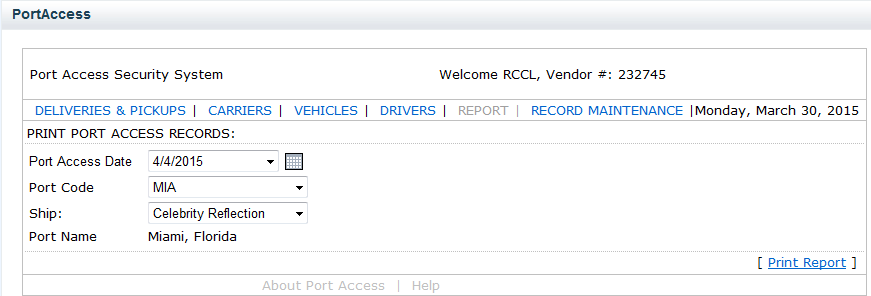 PortAccess
Port Access Security System Welcome RCCL, Vendor #: 232745
DELIVERIES & PICKUPS | CARRIERS | VEHICLES | DRIVERS | REPORT | RECORD MAINTENANCE |Monday, March 30, 2015
PRINT PORT ACCESS RECORDS:
Port Access Date 4/4/2015
Port Code MIA
Ship: Celebrity Reflection
Port Name Miami, Florida
[ Print Report ]
About Port Access | Help